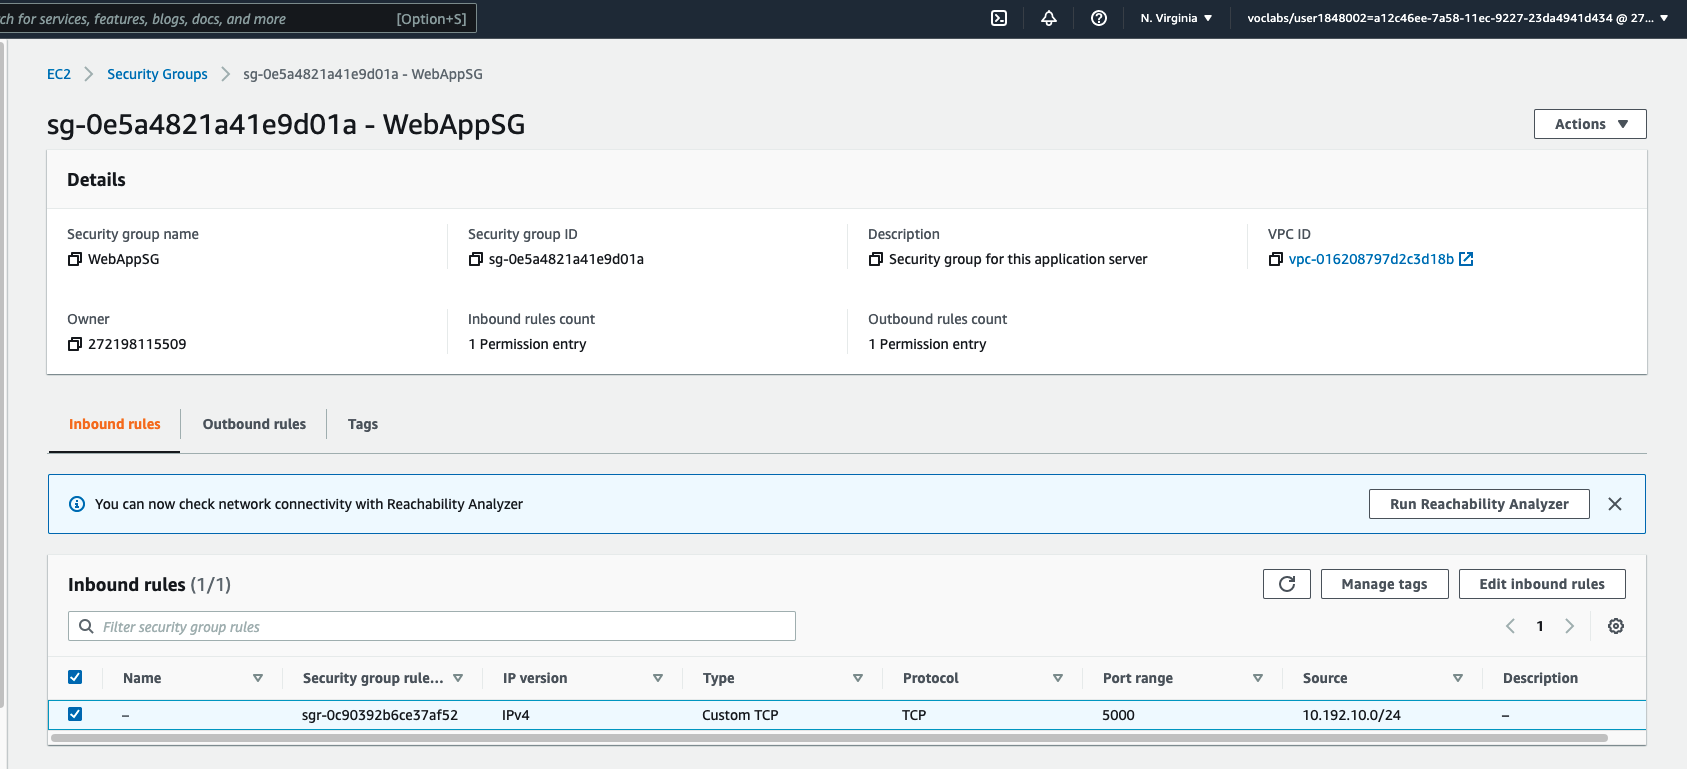 ch for services, features, blogs, docs, and more [Option+S] N. Virginia voclabs/user1848002=a12c46ee-7a58-11ec-9227-23da4941d434 @ 27...
EC2 Security Groups sg-0e5a4821a41e9d01a - WebAppSG
sg-0e5a4821a41e9d01a - WebAppSG Actions
Details
Security group name Security group ID Description VPC ID
WebAppSG sg-0e5a4821a41e9d01a Security group for this application server vpc-016208797d2c3d18b
Owner Inbound rules count Outbound rules count
272198115509 1 Permission entry 1 Permission entry
Inbound rules Outbound rules Tags
You can now check network connectivity with Reachability Analyzer Run Reachability Analyzer
Inbound rules (1/1) Manage tags Edit inbound rules
Filter security group rules 1
Name Security group rule... IP version Type Protocol Port range Source Description
– sgr-0c90392b6ce37af52 IPv4 Custom TCP TCP 5000 10.192.10.0/24 –